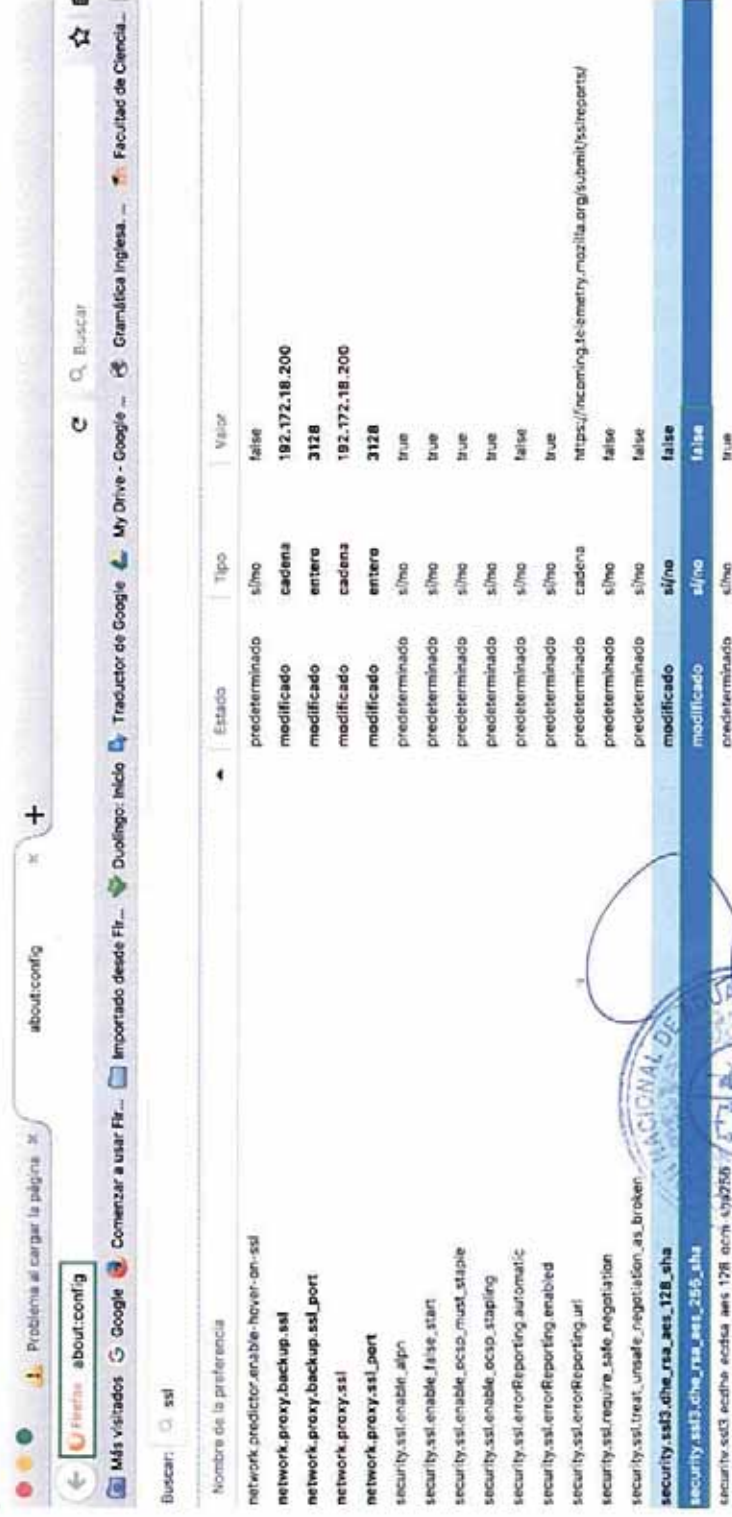 Problema al cargar la página × about:config × +
Firefox about:config Buscar
Más visitados Google Comenzar a usar Fir... Importado desde Fir... Duolingo: Inicio Traductor de Google My Drive - Google ... Gramática Inglesa. ... Facultad de Ciencia...
Buscar: ssl
Nombre de la preferencia Estado Tipo Valor
network.predictor.enable-hover-on-ssl predeterminado sí/no false
network.proxy.backup.ssl modificado cadena 192.172.18.200
network.proxy.backup.ssl_port modificado entero 3128
network.proxy.ssl modificado cadena 192.172.18.200
network.proxy.ssl_port modificado entero 3128
security.ssl.enable_alpn predeterminado sí/no true
security.ssl.enable_false_start predeterminado sí/no true
security.ssl.enable_ocsp_must_staple predeterminado sí/no true
security.ssl.enable_ocsp_stapling predeterminado sí/no true
security.ssl.errorReporting.automatic predeterminado sí/no false
security.ssl.errorReporting.enabled predeterminado sí/no true
security.ssl.errorReporting.url predeterminado cadena https://incoming.telemetry.mozilla.org/submit/sslreports/
security.ssl.require_safe_negotiation predeterminado sí/no false
security.ssl.treat_unsafe_negotiation_as_broken predeterminado sí/no false
security.ssl3.dhe_rsa_aes_128_sha modificado sí/no false
security.ssl3.dhe_rsa_aes_256_sha modificado sí/no false
security.ssl3.ecdhe_ecdsa_aes_128_gcm_sha256 predeterminado sí/no true
NACIONAL DE